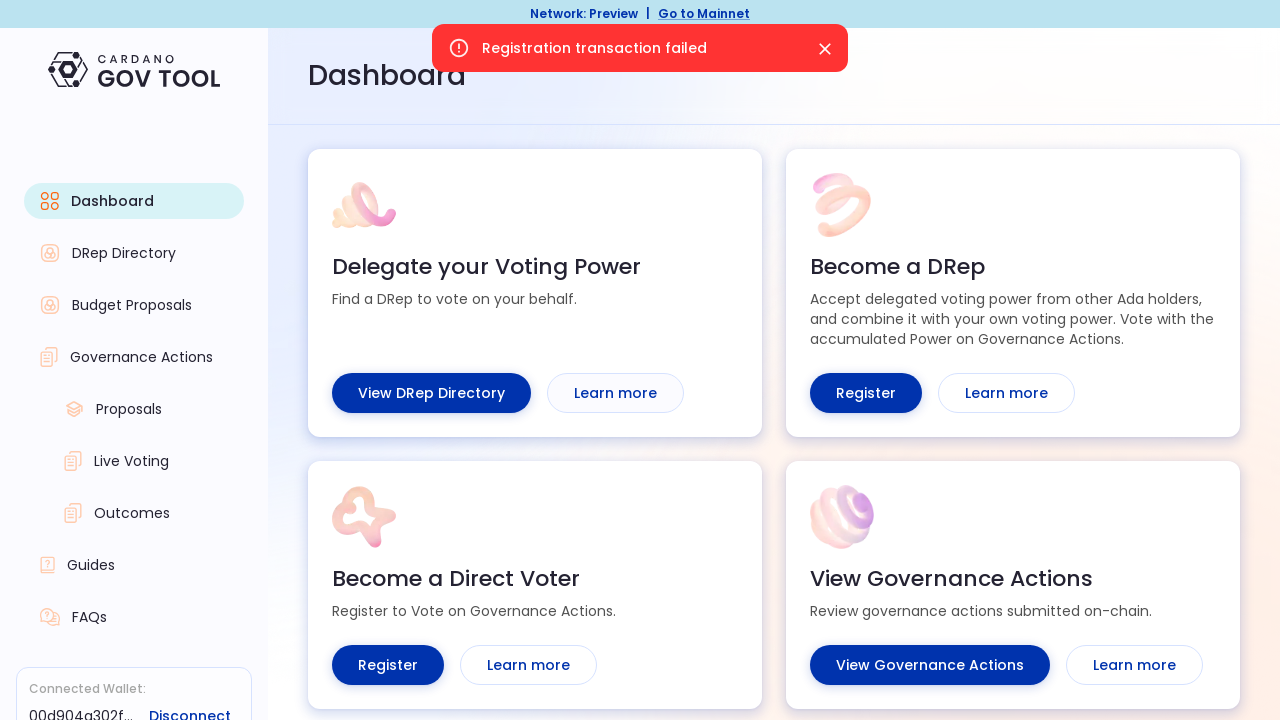 Network: Preview | Go to Mainnet
Registration transaction failed
CARDANO
GOV TOOL
Dashboard
Dashboard
DRep Directory
Budget Proposals
Governance Actions
Proposals
Live Voting
Outcomes
Guides
FAQs
Connected Wallet:
00d904a302f... Disconnect
Delegate your Voting Power
Find a DRep to vote on your behalf.
View DRep Directory Learn more
Become a DRep
Accept delegated voting power from other Ada holders,
and combine it with your own voting power. Vote with the
accumulated Power on Governance Actions.
Register Learn more
Become a Direct Voter
Register to Vote on Governance Actions.
Register Learn more
View Governance Actions
Review governance actions submitted on-chain.
View Governance Actions Learn more